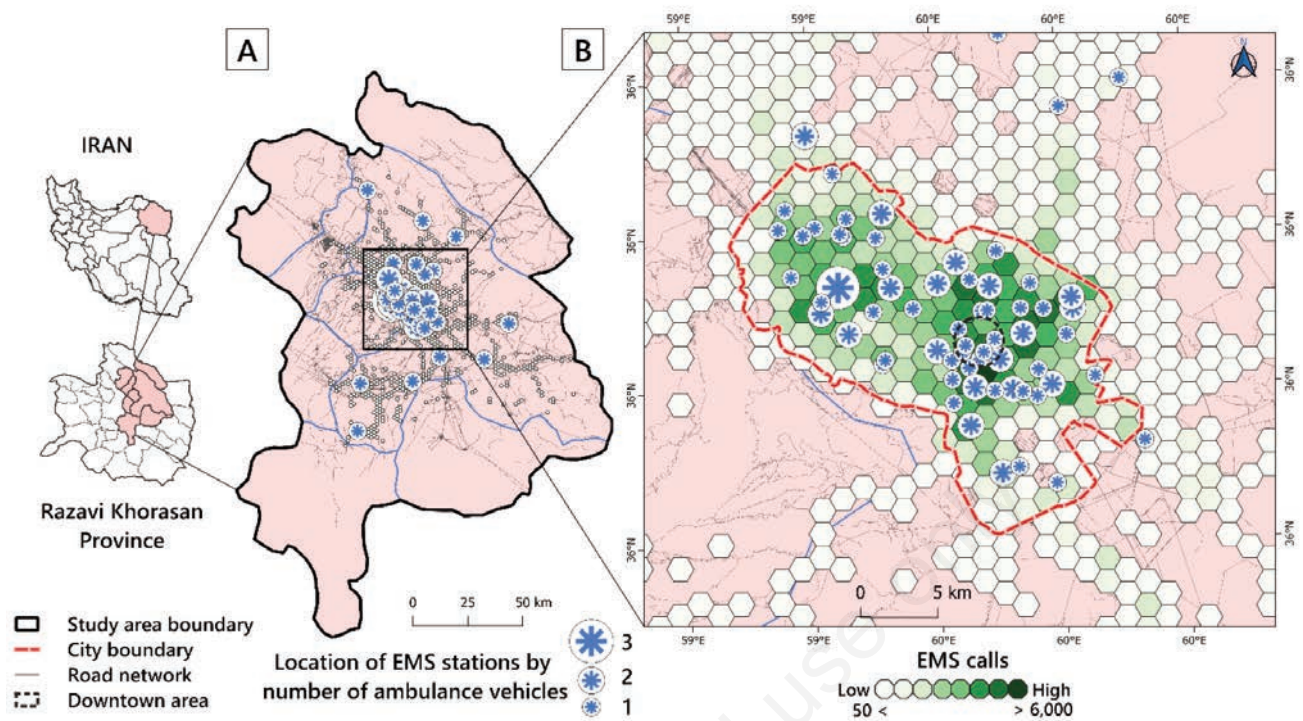 A
B
IRAN
Razavi Khorasan
Province
0 25 50 km
Study area boundary
City boundary
Road network
Downtown area
Location of EMS stations by
number of ambulance vehicles
3
2
1
59°E 59°E 60°E 60°E 60°E
N
36°N 36°N
36°N 36°N
36°N 36°N
36°N 36°N
0 5 km
59°E 59°E 60°E 60°E 60°E
EMS calls
Low High
50 < > 6,000